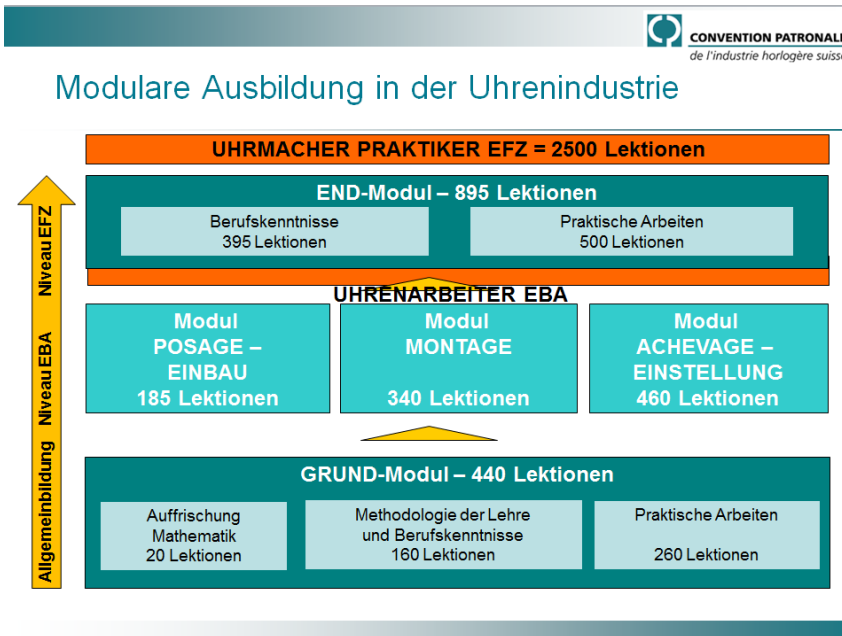 CONVENTION PATRONALE
de l'industrie horlogère suisse
Modulare Ausbildung in der Uhrenindustrie
UHRMACHER PRAKTIKER EFZ = 2500 Lektionen
END-Modul – 895 Lektionen
Berufskenntnisse
395 Lektionen
Praktische Arbeiten
500 Lektionen
UHRENARBEITER EBA
Modul
POSAGE –
EINBAU
185 Lektionen
Modul
MONTAGE
340 Lektionen
Modul
ACHEVAGE –
EINSTELLUNG
460 Lektionen
GRUND-Modul – 440 Lektionen
Auffrischung
Mathematik
20 Lektionen
Methodologie der Lehre
und Berufskenntnisse
160 Lektionen
Praktische Arbeiten
260 Lektionen
Allgemeinbildung Niveau EBA Niveau EFZ